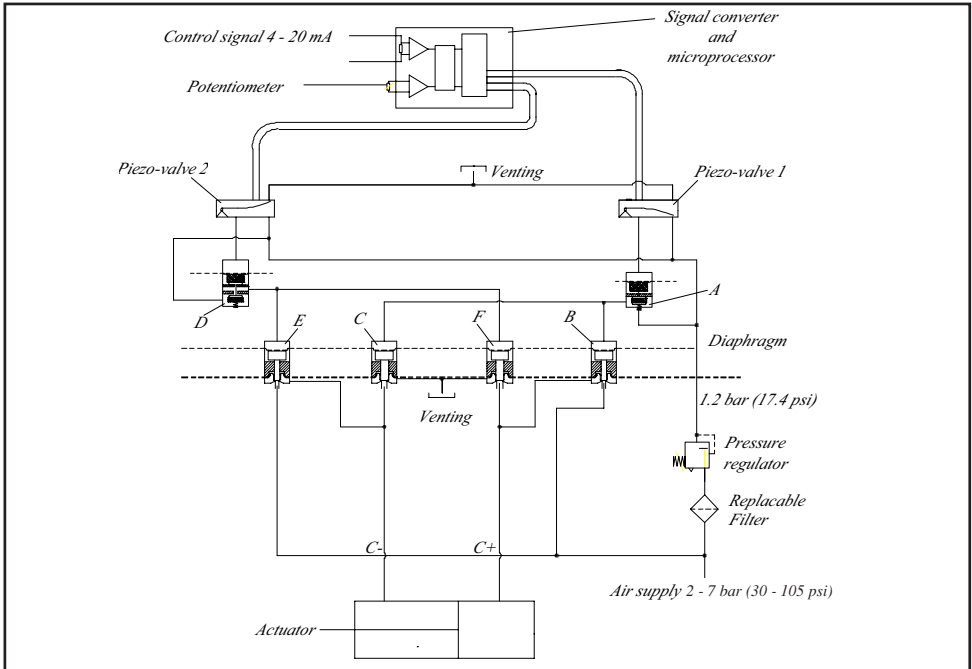 Signal converter
and
microprocessor
Control signal 4 - 20 mA
Potentiometer
Piezo-valve 2
Venting
Piezo-valve 1
A
D
E
C
F
B
Diaphragm
Venting
1.2 bar (17.4 psi)
Pressure
regulator
Replacable
Filter
C-
C+
Air supply 2 - 7 bar (30 - 105 psi)
Actuator